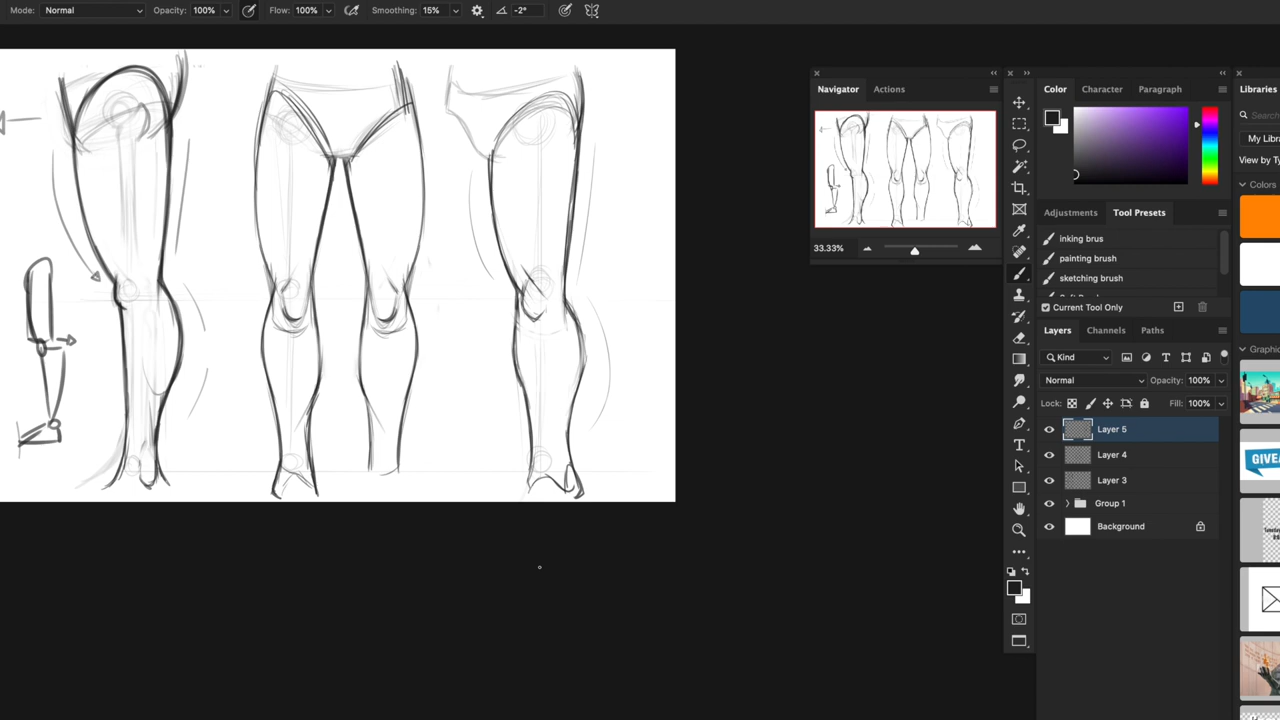 Mode: Normal Opacity: 100% Flow: 100% Smoothing: 15% -2°
Navigator Actions
33.33%
Color Character Paragraph
Adjustments Tool Presets
inking brus
painting brush
sketching brush
Current Tool Only
Layers Channels Paths
Kind
Normal Opacity: 100%
Lock: Fill: 100%
Layer 5
Layer 4
Layer 3
Group 1
Background
Libraries
Search
My Libra
View by Ty
Colors
Graphic
GIVEA